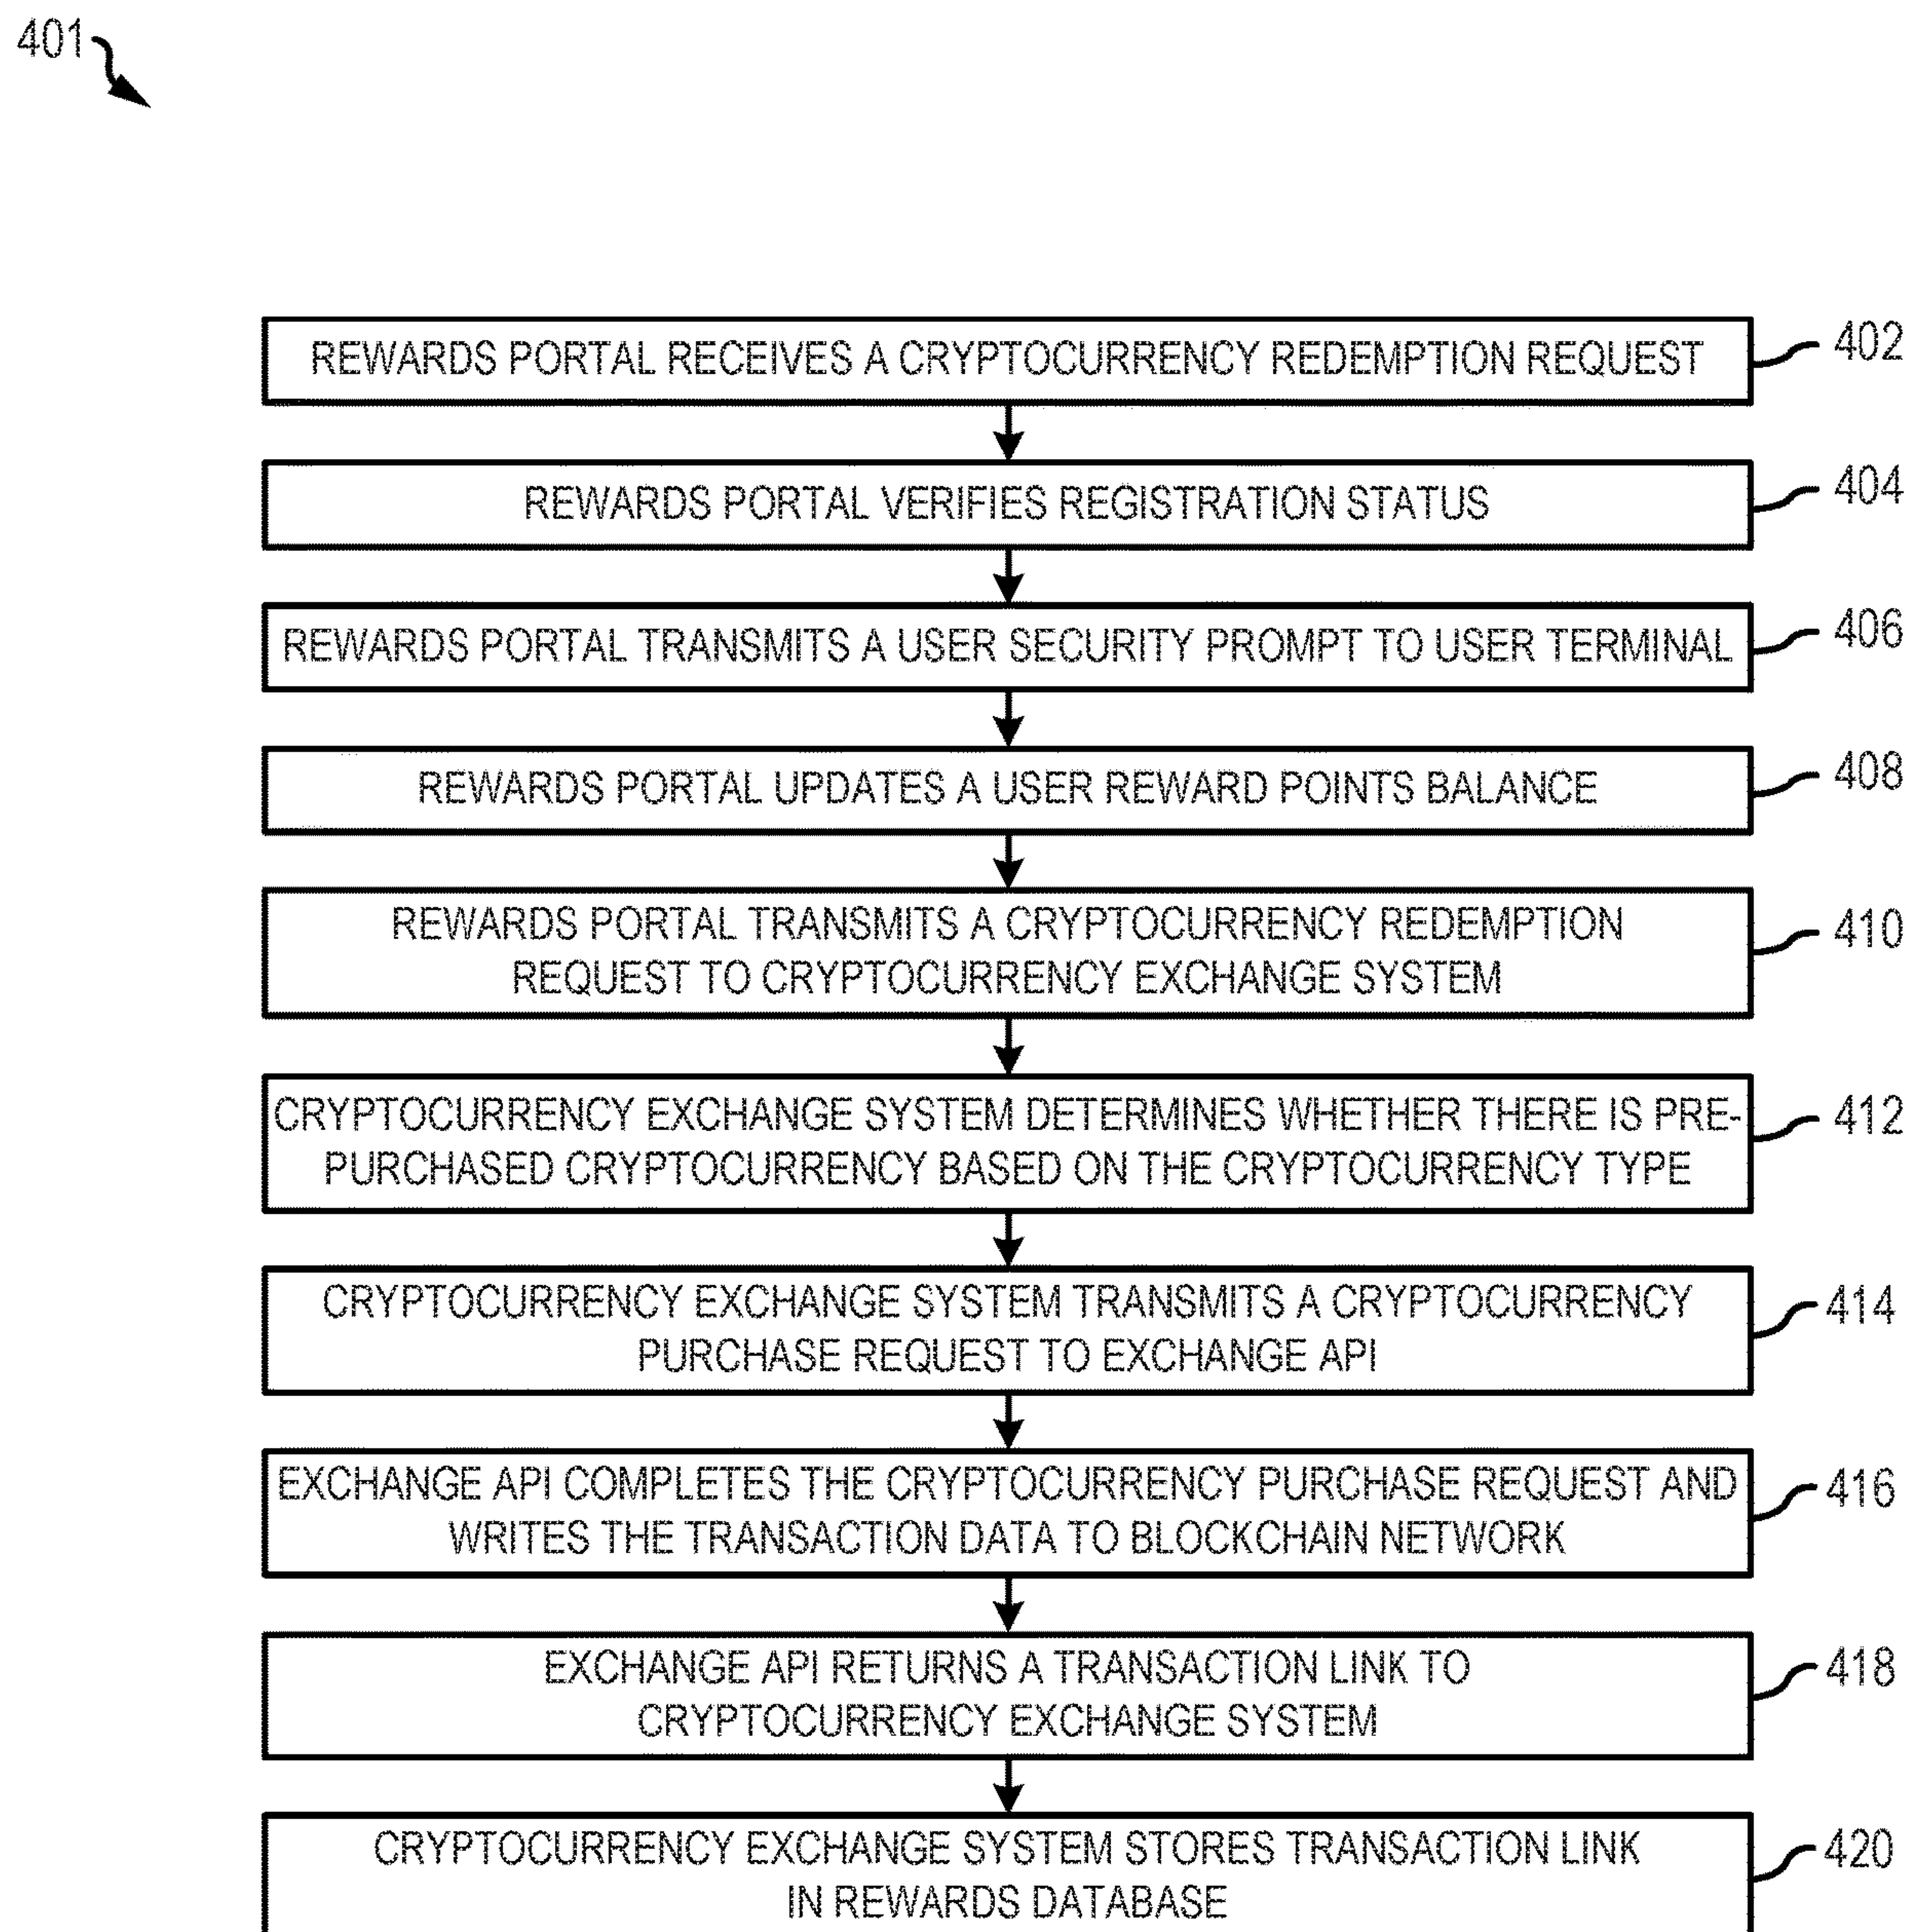 401
REWARDS PORTAL RECEIVES A CRYPTOCURRENCY REDEMPTION REQUEST
402
REWARDS PORTAL VERIFIES REGISTRATION STATUS
404
REWARDS PORTAL TRANSMITS A USER SECURITY PROMPT TO USER TERMINAL
406
REWARDS PORTAL UPDATES A USER REWARD POINTS BALANCE
408
REWARDS PORTAL TRANSMITS A CRYPTOCURRENCY REDEMPTION
REQUEST TO CRYPTOCURRENCY EXCHANGE SYSTEM
410
CRYPTOCURRENCY EXCHANGE SYSTEM DETERMINES WHETHER THERE IS PRE-
PURCHASED CRYPTOCURRENCY BASED ON THE CRYPTOCURRENCY TYPE
412
CRYPTOCURRENCY EXCHANGE SYSTEM TRANSMITS A CRYPTOCURRENCY
PURCHASE REQUEST TO EXCHANGE API
414
EXCHANGE API COMPLETES THE CRYPTOCURRENCY PURCHASE REQUEST AND
WRITES THE TRANSACTION DATA TO BLOCKCHAIN NETWORK
416
EXCHANGE API RETURNS A TRANSACTION LINK TO
CRYPTOCURRENCY EXCHANGE SYSTEM
418
CRYPTOCURRENCY EXCHANGE SYSTEM STORES TRANSACTION LINK
IN REWARDS DATABASE
420